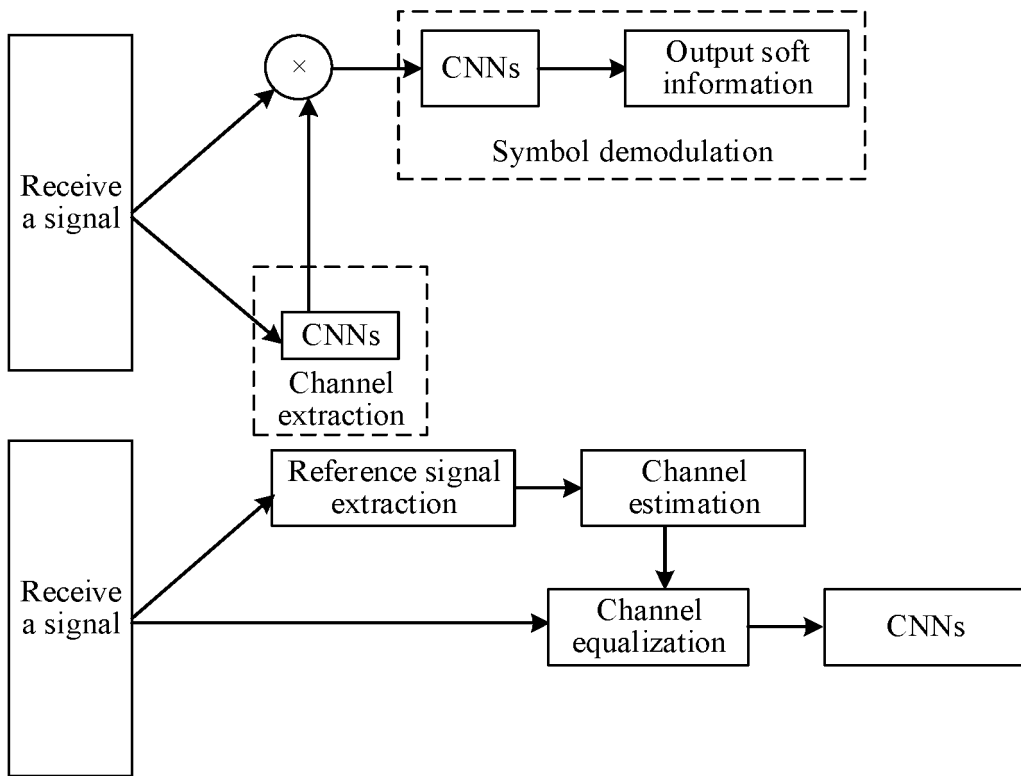 Receive
a signal
×
CNNs
Output soft
information
Symbol demodulation
CNNs
Channel
extraction
Receive
a signal
Reference signal
extraction
Channel
estimation
Channel
equalization
CNNs